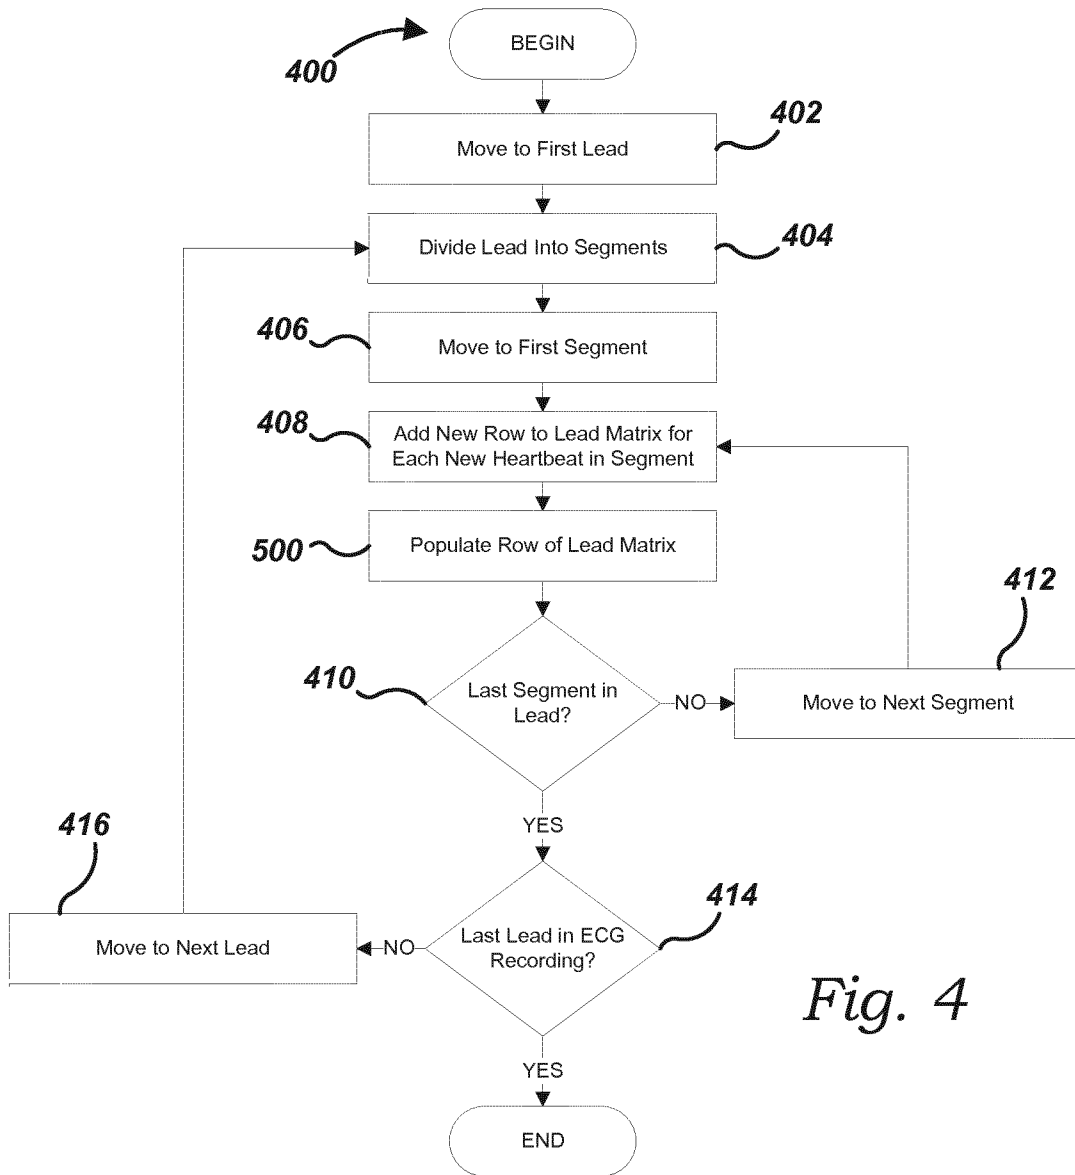 BEGIN
400
402
Move to First Lead
404
Divide Lead Into Segments
406
Move to First Segment
408
Add New Row to Lead Matrix for
Each New Heartbeat in Segment
500
Populate Row of Lead Matrix
412
410
Last Segment in
Lead?
NO
Move to Next Segment
YES
416
414
Move to Next Lead
NO
Last Lead in ECG
Recording?
Fig. 4
YES
END